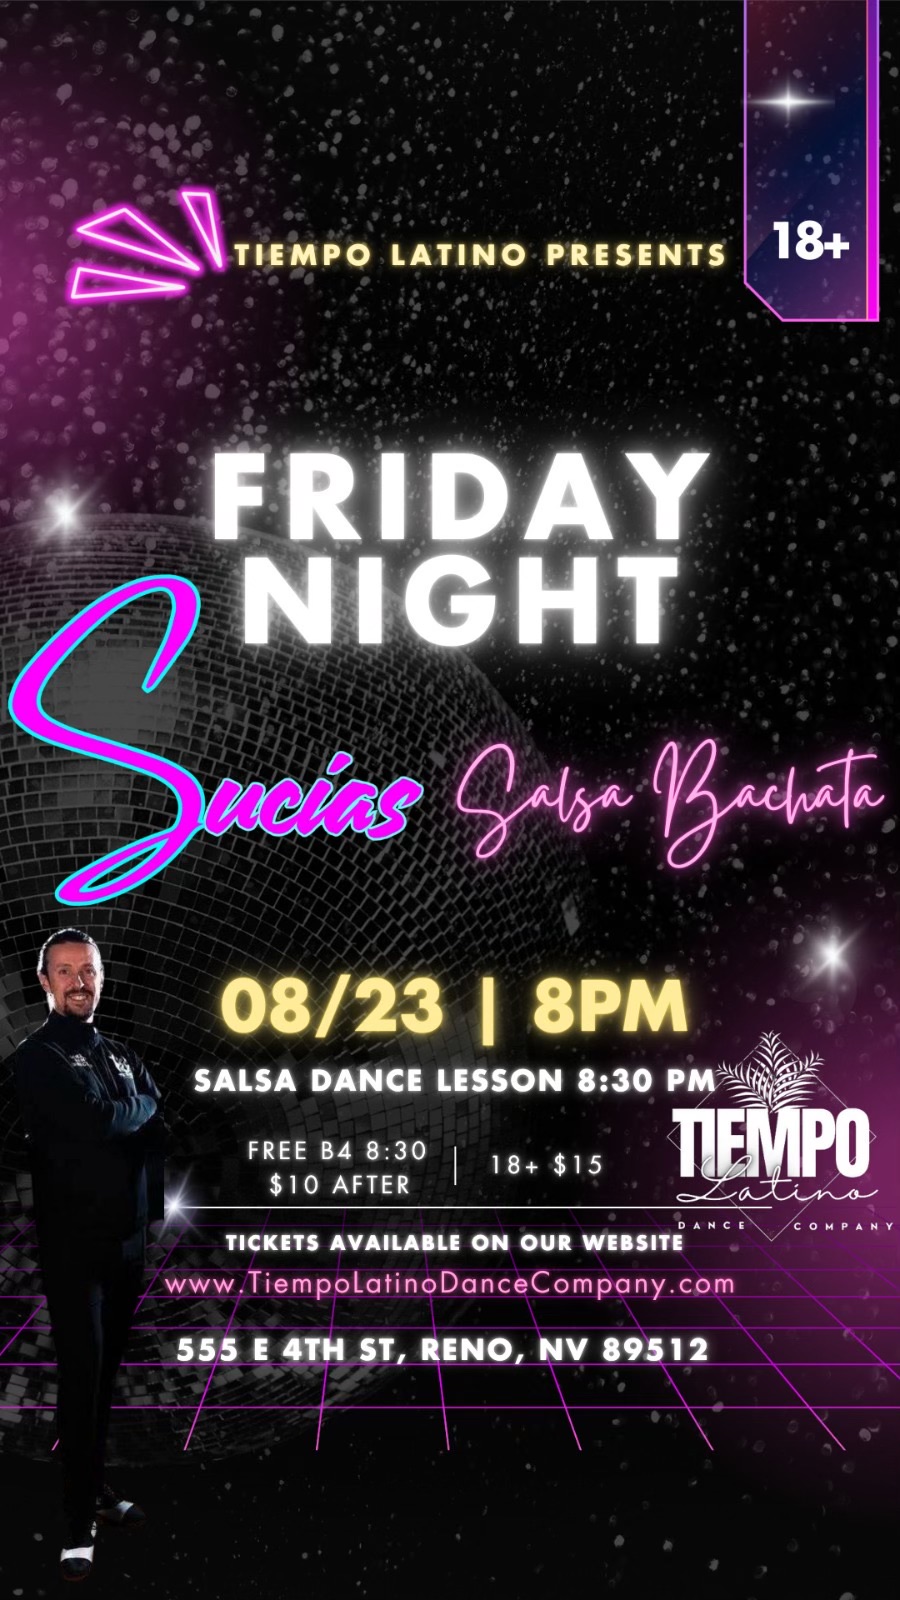 18+
TIEMPO LATINO PRESENTS
FRIDAY
NIGHT
Sucías
Salsa Bachata
08/23 | 8PM
SALSA DANCE LESSON 8:30 PM
FREE B4 8:30
$10 AFTER
18+ $15
TIEMPO
Latino
DANCE COMPANY
TICKETS AVAILABLE ON OUR WEBSITE
www.TiempoLatinoDanceCompany.com
555 E 4TH ST, RENO, NV 89512